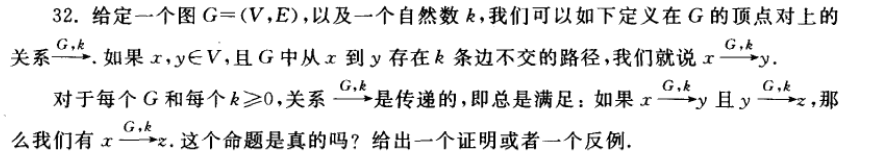 32. 给定一个图 G=(V,E),以及一个自然数 k,我们可以如下定义在 G 的顶点对上的
关系$\xrightarrow{G,k}$. 如果 x,y∈V,且 G 中从 x 到 y 存在 k 条边不交的路径,我们就说 x $\xrightarrow{G,k}$ y.
对于每个 G 和每个 k≥0,关系 $\xrightarrow{G,k}$ 是传递的,即总是满足: 如果 x $\xrightarrow{G,k}$ y 且 y $\xrightarrow{G,k}$ z,那
么我们有 x $\xrightarrow{G,k}$ z. 这个命题是真的吗? 给出一个证明或者一个反例.